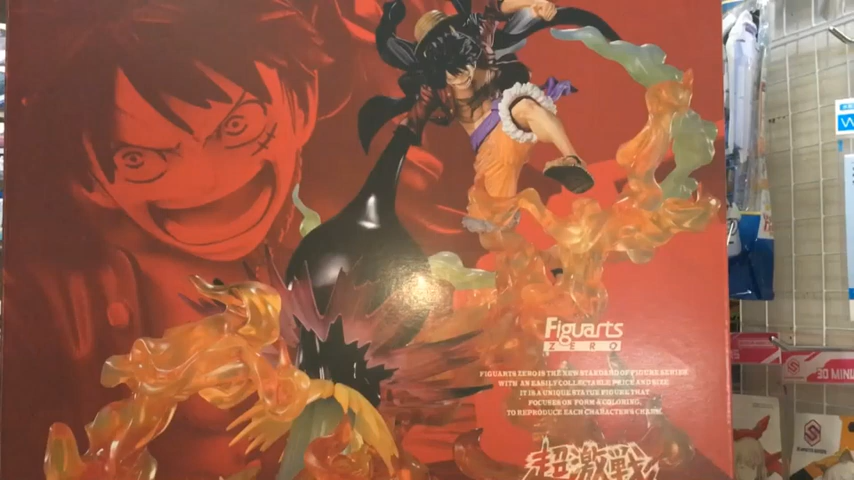 Figuarts
ZERO
FIGUARTS ZERO IS THE NEW STANDARD OF FIGURE SERIES
WITH AN EASILY COLLECTABLE PRICE AND SIZE
IT IS A UNIQUE STATUE FIGURE THAT
FOCUSES ON FORM & COLORING,
TO REPRODUCE EACH CHARACTER'S CHARM.
超激戦
30 MINU